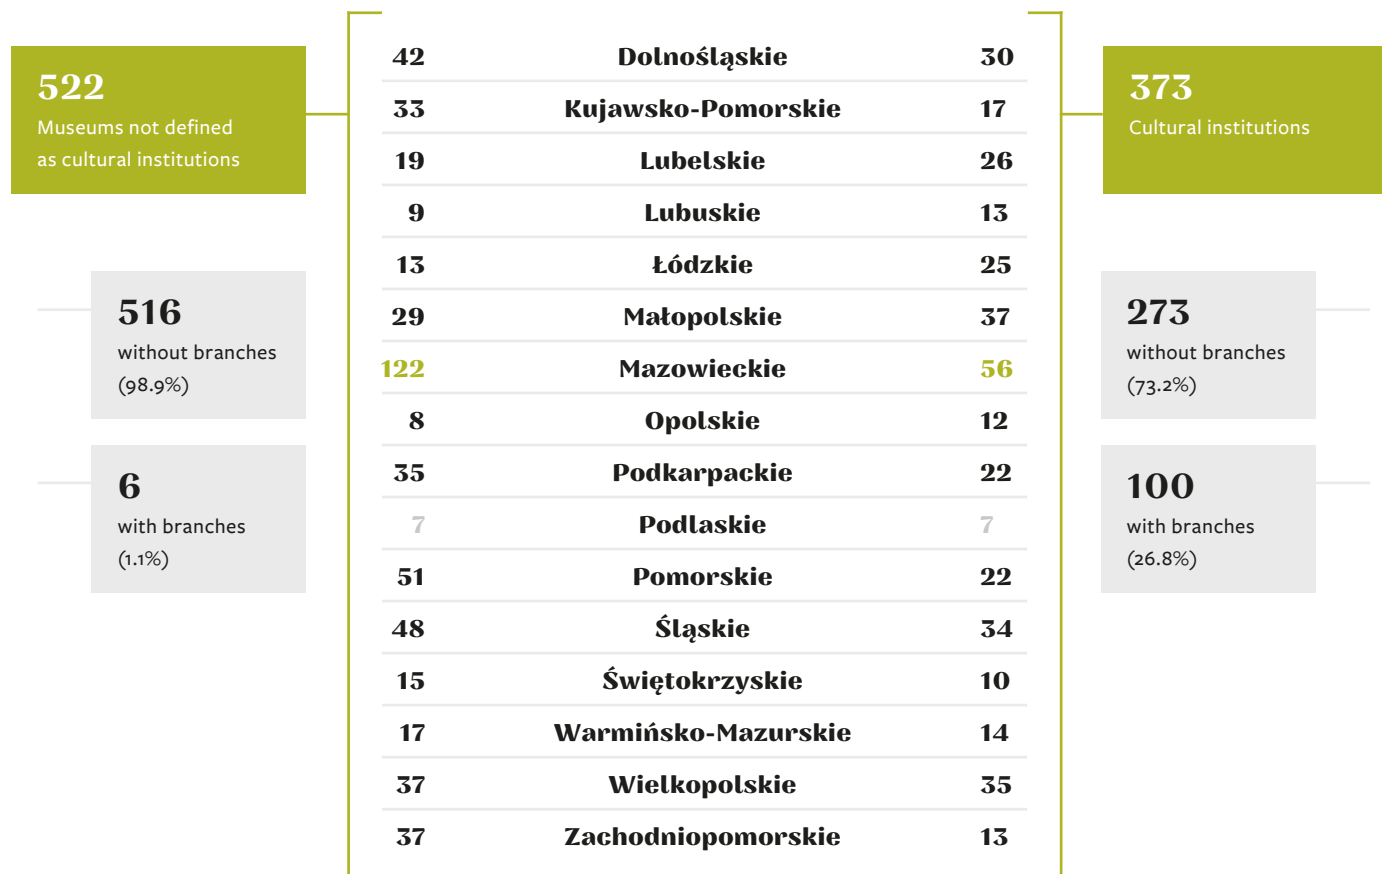 522
Museums not defined
as cultural institutions
516
without branches
(98.9%)
6
with branches
(1.1%)
42 Dolnośląskie 30
33 Kujawsko-Pomorskie 17
19 Lubelskie 26
9 Lubuskie 13
13 Łódzkie 25
29 Małopolskie 37
122 Mazowieckie 56
8 Opolskie 12
35 Podkarpackie 22
7 Podlaskie 7
51 Pomorskie 22
48 Śląskie 34
15 Świętokrzyskie 10
17 Warmińsko-Mazurskie 14
37 Wielkopolskie 35
37 Zachodniopomorskie 13
373
Cultural institutions
273
without branches
(73.2%)
100
with branches
(26.8%)